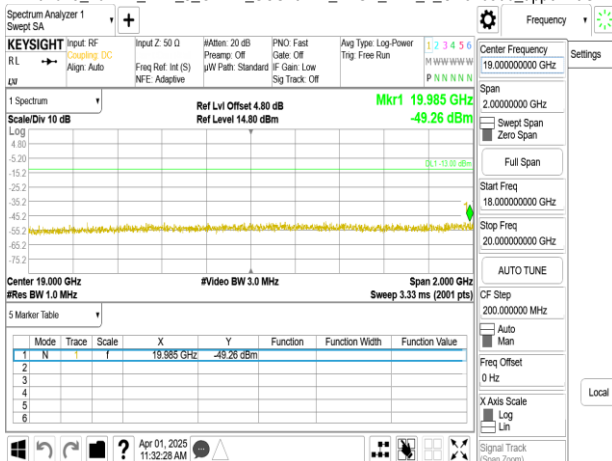 Spectrum Analyzer 1
Swept SA
Frequency
KEYSIGHT
RL
Input: RF
Coupling: DC
Align: Auto
Input Z: 50 Ω
Freq Ref: Int (S)
NFE: Adaptive
#Atten: 20 dB
Preamp: Off
µW Path: Standard
PNO: Fast
Gate: Off
IF Gain: Low
Sig Track: Off
Avg Type: Log-Power
Trig: Free Run
1 2 3 4 5 6
M W W W W W
P N N N N N
Center Frequency
19.000000000 GHz
Settings
Span
2.00000000 GHz
Swept Span
Zero Span
Full Span
Start Freq
18.000000000 GHz
Stop Freq
20.000000000 GHz
AUTO TUNE
CF Step
200.000000 MHz
Auto
Man
Freq Offset
0 Hz
X Axis Scale
Log
Lin
Local
Signal Track
(Span Zoom)
1 Spectrum
Scale/Div 10 dB
Ref Lvl Offset 4.80 dB
Ref Level 14.80 dBm
Mkr1 19.985 GHz
-49.26 dBm
Log
4.80
-5.20
-15.2
-25.2
-35.2
-45.2
-55.2
-65.2
-75.2
DL1 -13.00 dBm
1
Center 19.000 GHz
#Res BW 1.0 MHz
#Video BW 3.0 MHz
Span 2.000 GHz
Sweep 3.33 ms (2001 pts)
5 Marker Table
Mode Trace Scale X Y Function Function Width Function Value
1 N 1 f 19.985 GHz -49.26 dBm
2
3
4
5
6
Apr 01, 2025
11:32:28 AM